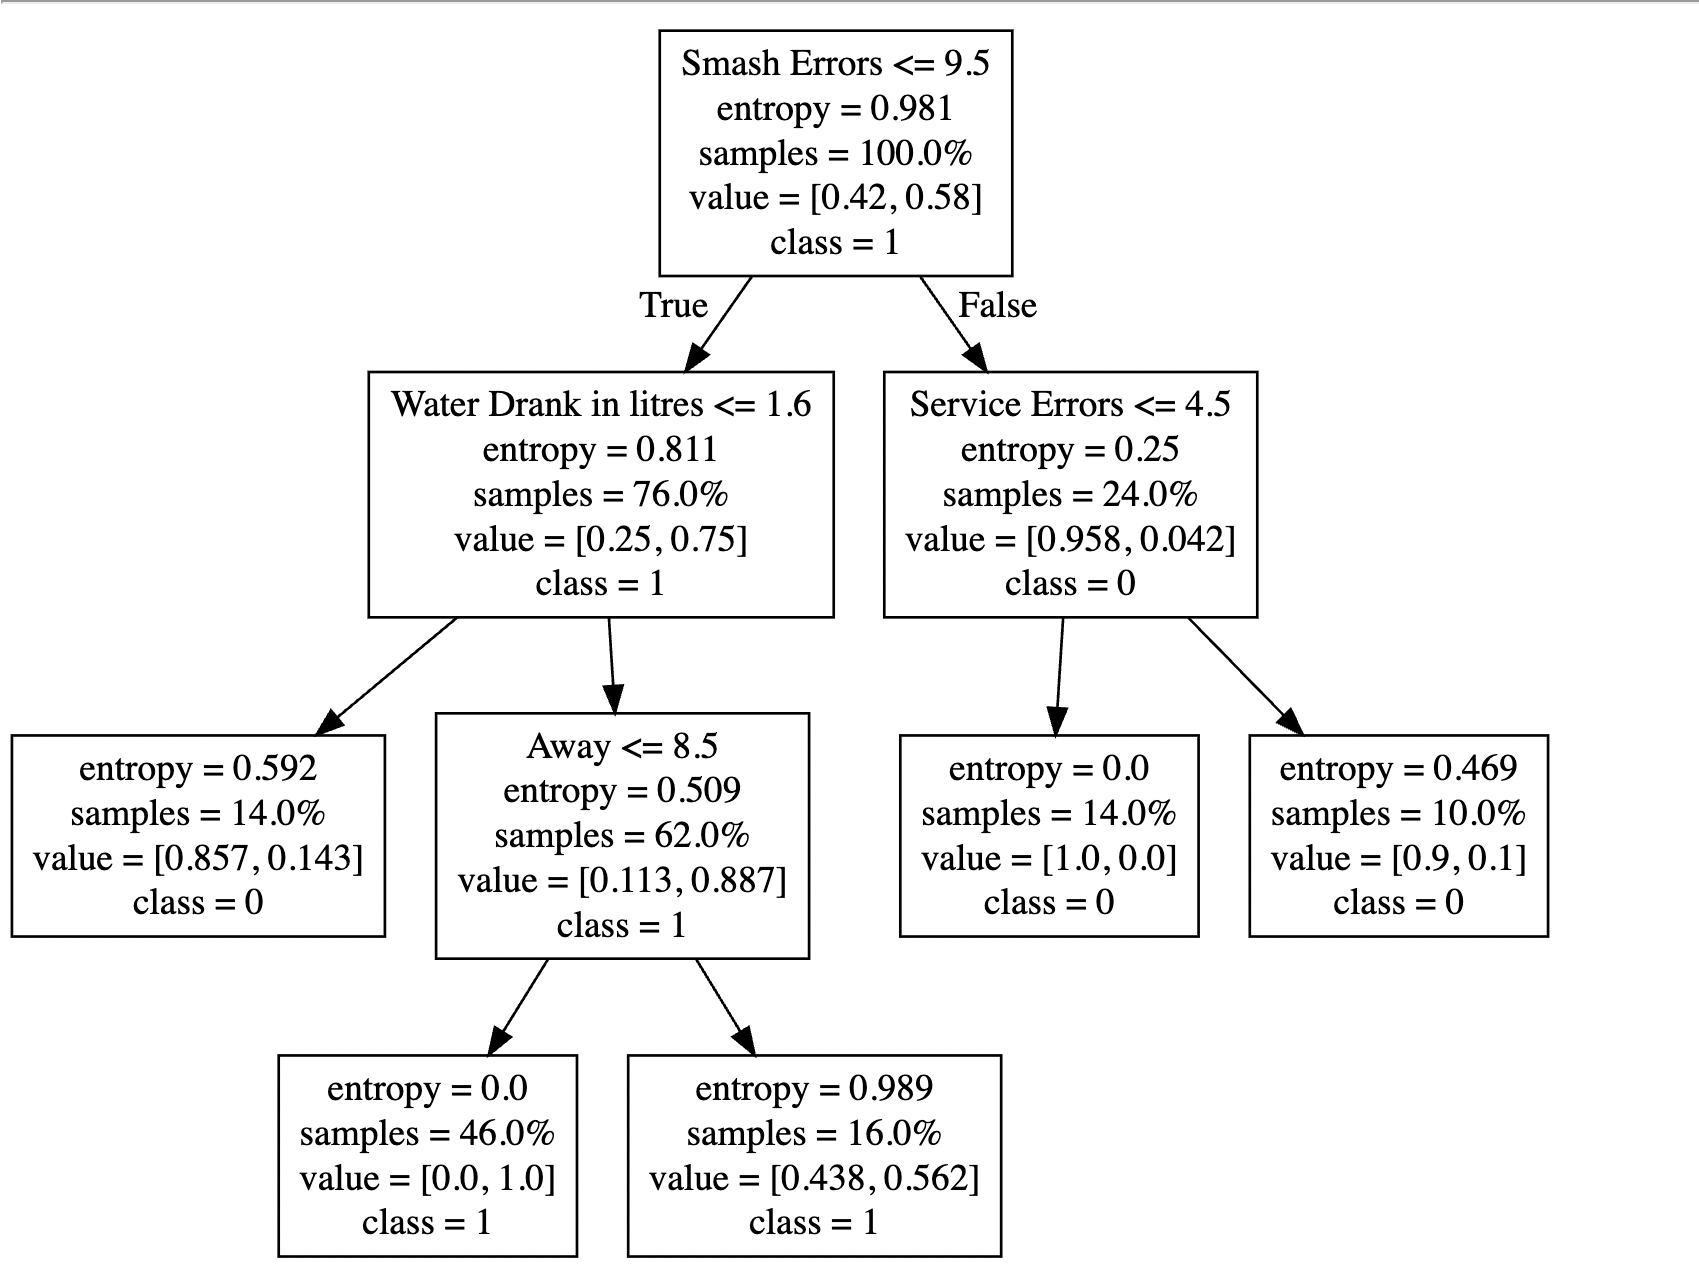 Smash Errors <= 9.5
entropy = 0.981
samples = 100.0%
value = [0.42, 0.58]
class = 1
True
False
Water Drank in litres <= 1.6
entropy = 0.811
samples = 76.0%
value = [0.25, 0.75]
class = 1
Service Errors <= 4.5
entropy = 0.25
samples = 24.0%
value = [0.958, 0.042]
class = 0
entropy = 0.592
samples = 14.0%
value = [0.857, 0.143]
class = 0
Away <= 8.5
entropy = 0.509
samples = 62.0%
value = [0.113, 0.887]
class = 1
entropy = 0.0
samples = 14.0%
value = [1.0, 0.0]
class = 0
entropy = 0.469
samples = 10.0%
value = [0.9, 0.1]
class = 0
entropy = 0.0
samples = 46.0%
value = [0.0, 1.0]
class = 1
entropy = 0.989
samples = 16.0%
value = [0.438, 0.562]
class = 1